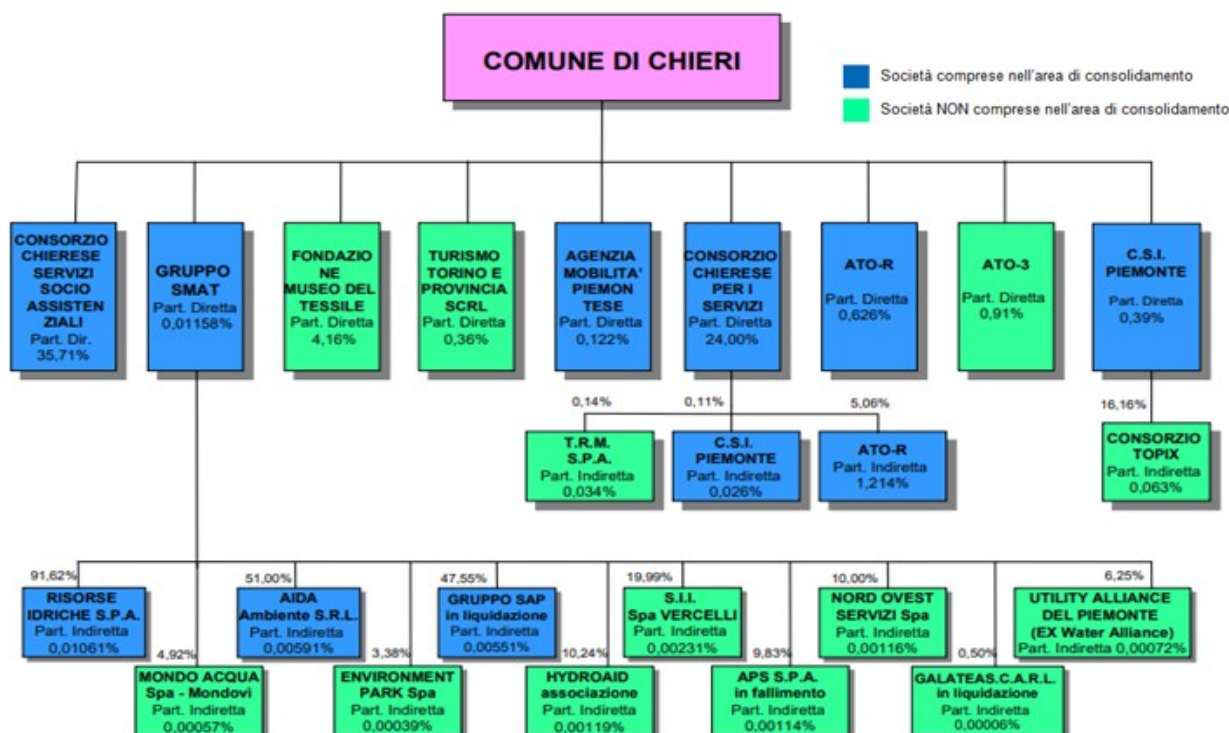 COMUNE DI CHIERI
Società comprese nell'area di consolidamento
Società NON comprese nell'area di consolidamento
CONSORZIO
CHIERESE
SERVIZI
SOCIO
ASSISTEN
ZIALI
Part. Dir.
35,71%
GRUPPO
SMAT
Part. Diretta
0,01158%
FONDAZIO
NE
MUSEO DEL
TESSILE
Part. Diretta
4,16%
TURISMO
TORINO E
PROVINCIA
SCRL
Part. Diretta
0,36%
AGENZIA
MOBILITA'
PIEMON
TESE
Part. Diretta
0,122%
CONSORZIO
CHIERESE
PER I
SERVIZI
Part. Diretta
24,00%
ATO-R
Part. Diretta
0,626%
ATO-3
Part. Diretta
0,91%
C.S.I.
PIEMONTE
Part. Diretta
0,39%
0,14%
T.R.M.
S.P.A.
Part. Indiretta
0,034%
0,11%
C.S.I.
PIEMONTE
Part. Indiretta
0,026%
5,06%
ATO-R
Part. Indiretta
1,214%
16,16%
CONSORZIO
TOPIX
Part. Indiretta
0,063%
91,62%
RISORSE
IDRICHE S.P.A.
Part. Indiretta
0,01061%
51,00%
AIDA
Ambiente S.R.L.
Part. Indiretta
0,00591%
47,55%
GRUPPO SAP
in liquidazione
Part. Indiretta
0,00551%
19,99%
S.I.I.
Spa VERCELLI
Part. Indiretta
0,00231%
10,00%
NORD OVEST
SERVIZI Spa
Part. Indiretta
0,00116%
6,25%
UTILITY ALLIANCE
DEL PIEMONTE
(EX Water Alliance)
Part. Indiretta 0,00072%
4,92%
MONDO ACQUA
Spa - Mondovì
Part. Indiretta
0,00057%
3,38%
ENVIRONMENT
PARK Spa
Part. Indiretta
0,00039%
10,24%
HYDROAID
associazione
Part. Indiretta
0,00119%
9,83%
APS S.P.A.
in fallimento
Part. Indiretta
0,00114%
0,50%
GALATEAS.C.A.R.L.
in liquidazione
Part. Indiretta
0,00006%